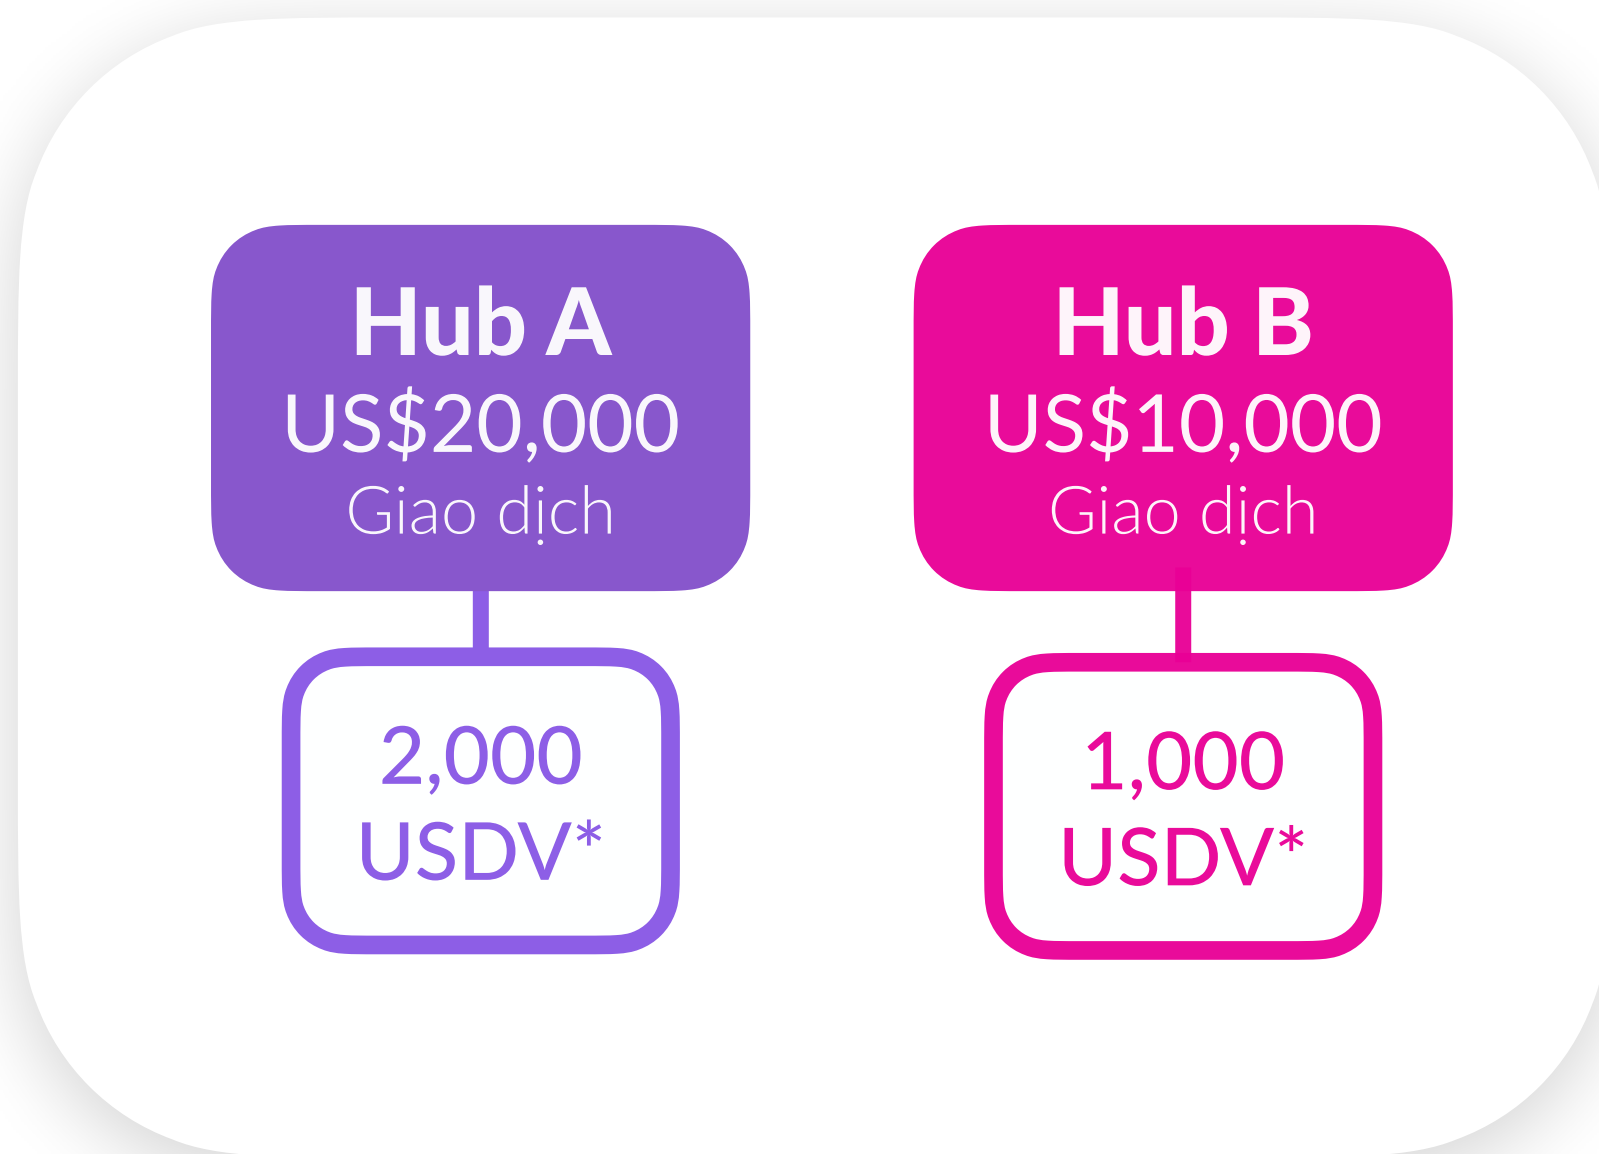 Hub A
US$20,000
Giao dịch
2,000
USDV*
Hub B
US$10,000
Giao dịch
1,000
USDV*